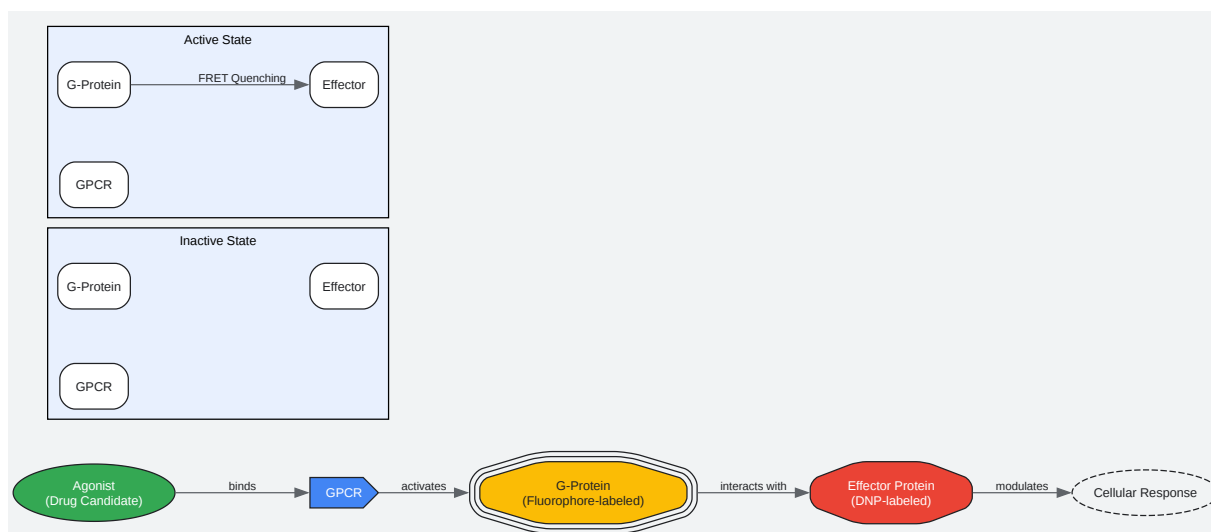 Active State
G-Protein
FRET Quenching
Effector
GPCR
Inactive State
G-Protein
Effector
GPCR
Agonist
(Drug Candidate)
binds
GPCR
activates
G-Protein
(Fluorophore-labeled)
interacts with
Effector Protein
(DNP-labeled)
modulates
Cellular Response